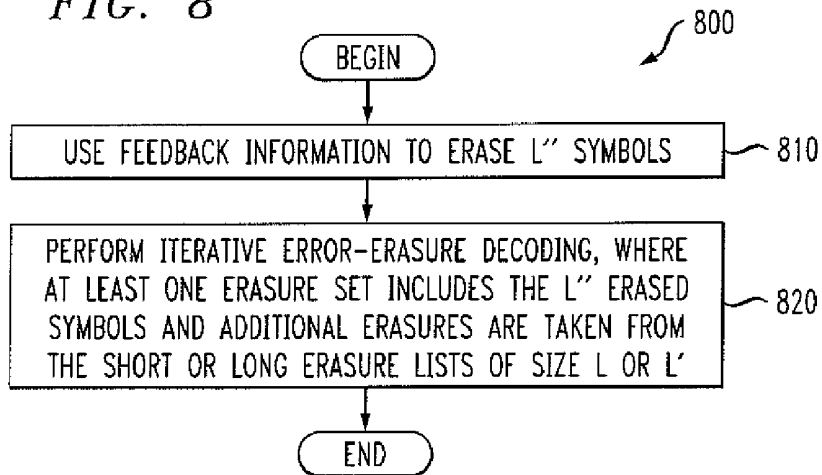 FIG. 8
800
BEGIN
USE FEEDBACK INFORMATION TO ERASE L″ SYMBOLS
810
PERFORM ITERATIVE ERROR-ERASURE DECODING, WHERE
AT LEAST ONE ERASURE SET INCLUDES THE L″ ERASED
SYMBOLS AND ADDITIONAL ERASURES ARE TAKEN FROM
THE SHORT OR LONG ERASURE LISTS OF SIZE L OR L′
820
END